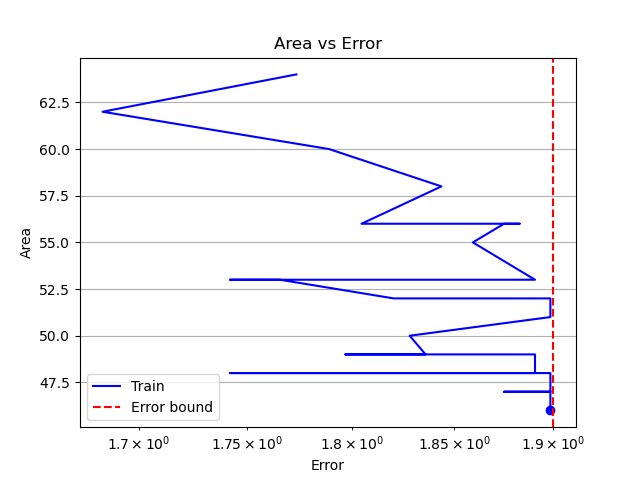 Area vs Error
62.5
60.0
57.5
55.0
52.5
50.0
47.5
Area
Train
Error bound
1.7 × 10⁰
1.75 × 10⁰
1.8 × 10⁰
1.85 × 10⁰
1.9 × 10⁰
Error